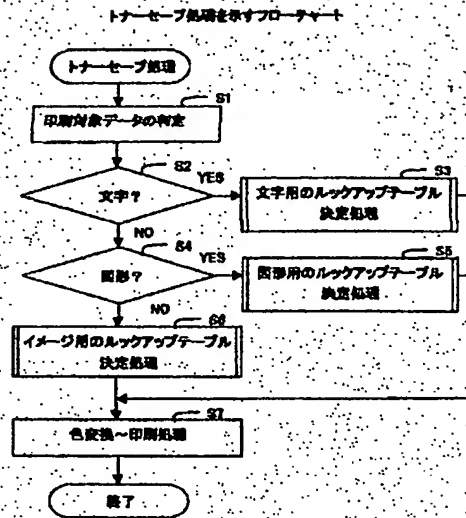 トナーセーブ処理を示すフローチャート
トナーセーブ処理
S1
印刷対象データの判定
S2
YES
文字?
S3
文字用のルックアップテーブル
決定処理
NO
S4
YES
図形?
S5
図形用のルックアップテーブル
決定処理
NO
S6
イメージ用のルックアップテーブル
決定処理
S7
色変換~印刷処理
終了